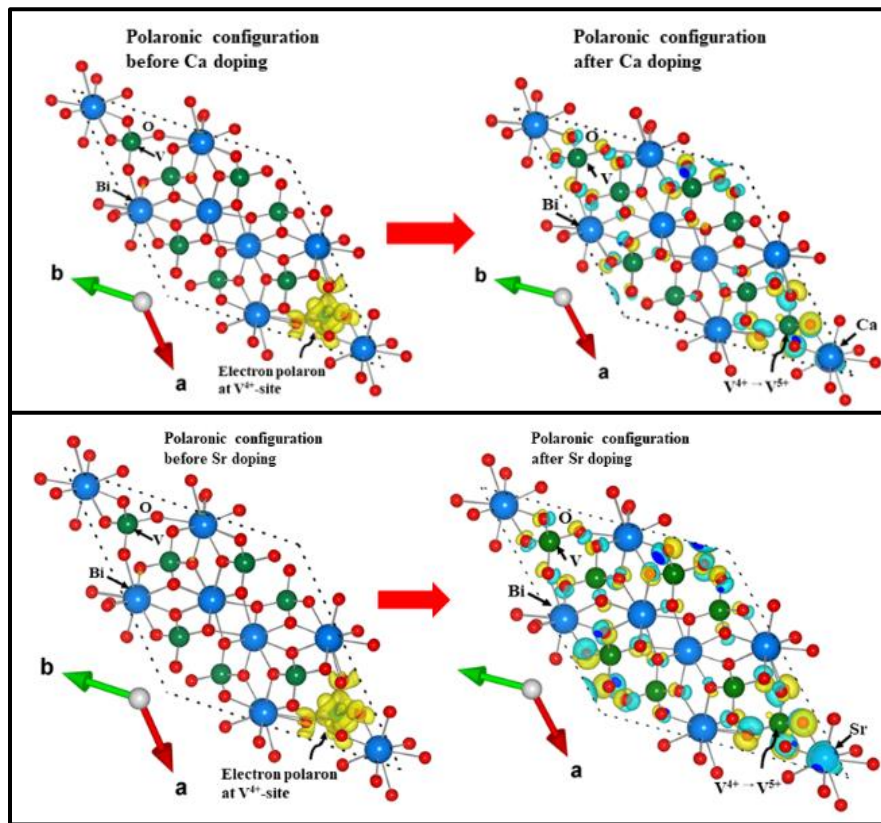 Polaronic configuration
before Ca doping
Polaronic configuration
after Ca doping
O
V
Bi
b
a
Electron polaron
at V⁴⁺-site
O
V
Bi
b
a
Ca
V⁴⁺→V⁵⁺
Polaronic configuration
before Sr doping
Polaronic configuration
after Sr doping
O
V
Bi
b
a
Electron polaron
at V⁴⁺-site
O
V
Bi
b
a
Sr
V⁴⁺→V⁵⁺